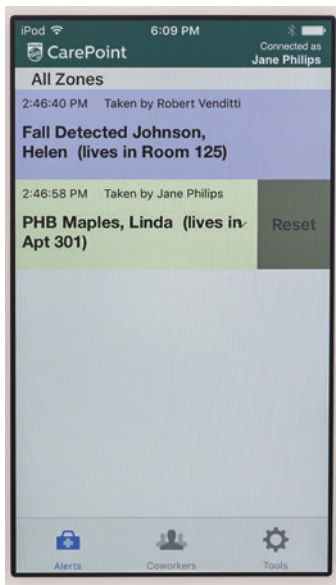 iPod 6:09 PM
CarePoint
Connected as
Jane Philips
All Zones
2:46:40 PM Taken by Robert Venditti
Fall Detected Johnson,
Helen (lives in Room 125)
2:46:58 PM Taken by Jane Philips
PHB Maples, Linda (lives in
Apt 301)
Reset
Alerts Coworkers Tools